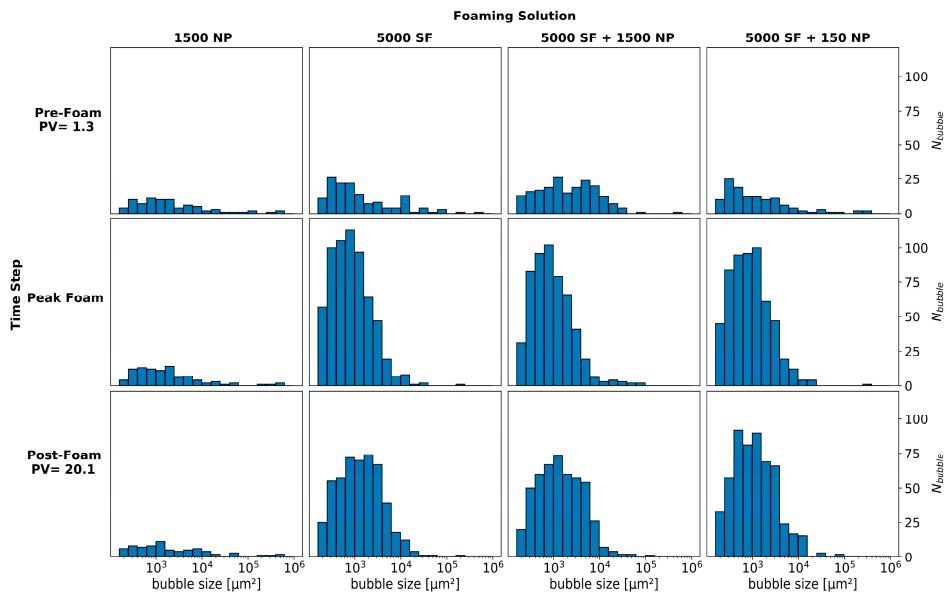 Foaming Solution
1500 NP 5000 SF 5000 SF + 1500 NP 5000 SF + 150 NP
Time Step
Pre-Foam
PV= 1.3
100
75
50
25
0
N_bubble
Peak Foam
100
75
50
25
0
N_bubble
Post-Foam
PV= 20.1
100
75
50
25
0
N_bubble
10³ 10⁴ 10⁵ 10⁶ 10³ 10⁴ 10⁵ 10⁶ 10³ 10⁴ 10⁵ 10⁶ 10³ 10⁴ 10⁵ 10⁶
bubble size [µm²] bubble size [µm²] bubble size [µm²] bubble size [µm²]